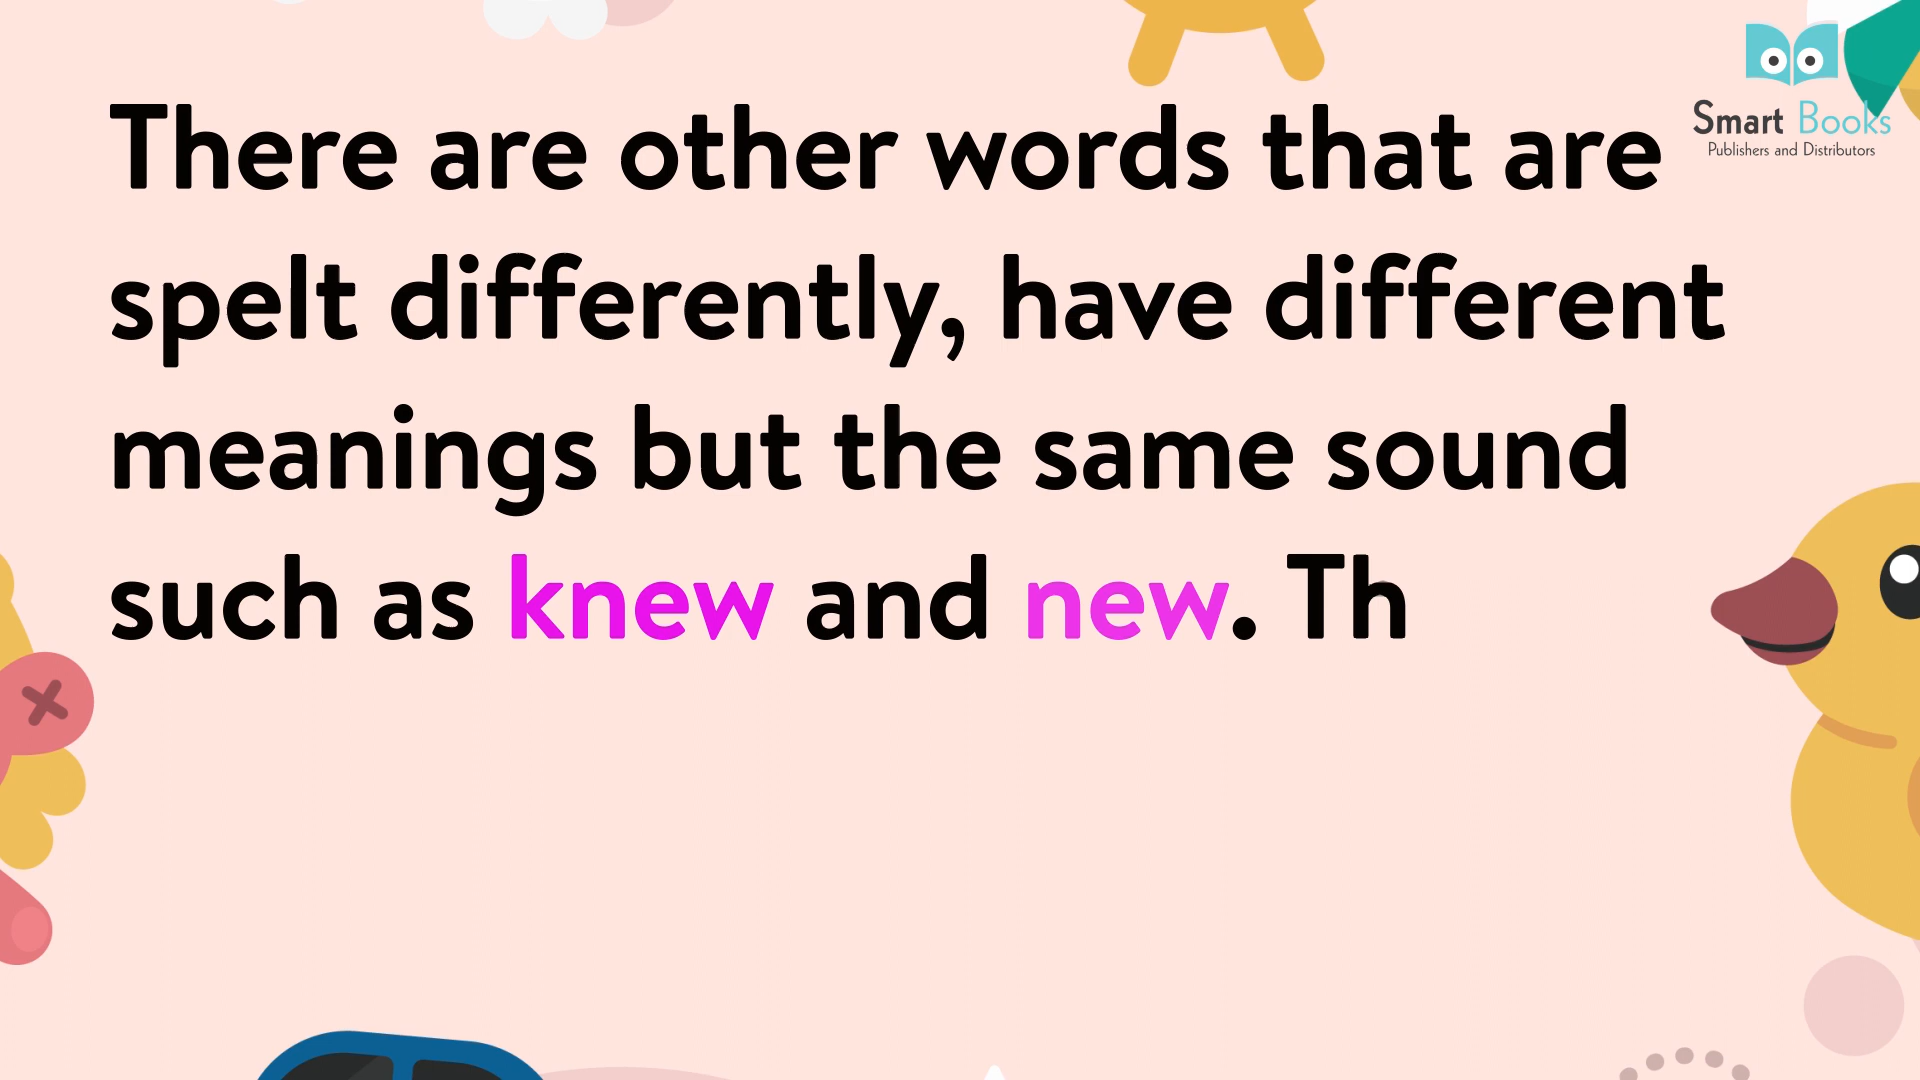 Smart Books
Publishers and Distributors
There are other words that are
spelt differently, have different
meanings but the same sound
such as knew and new. Th